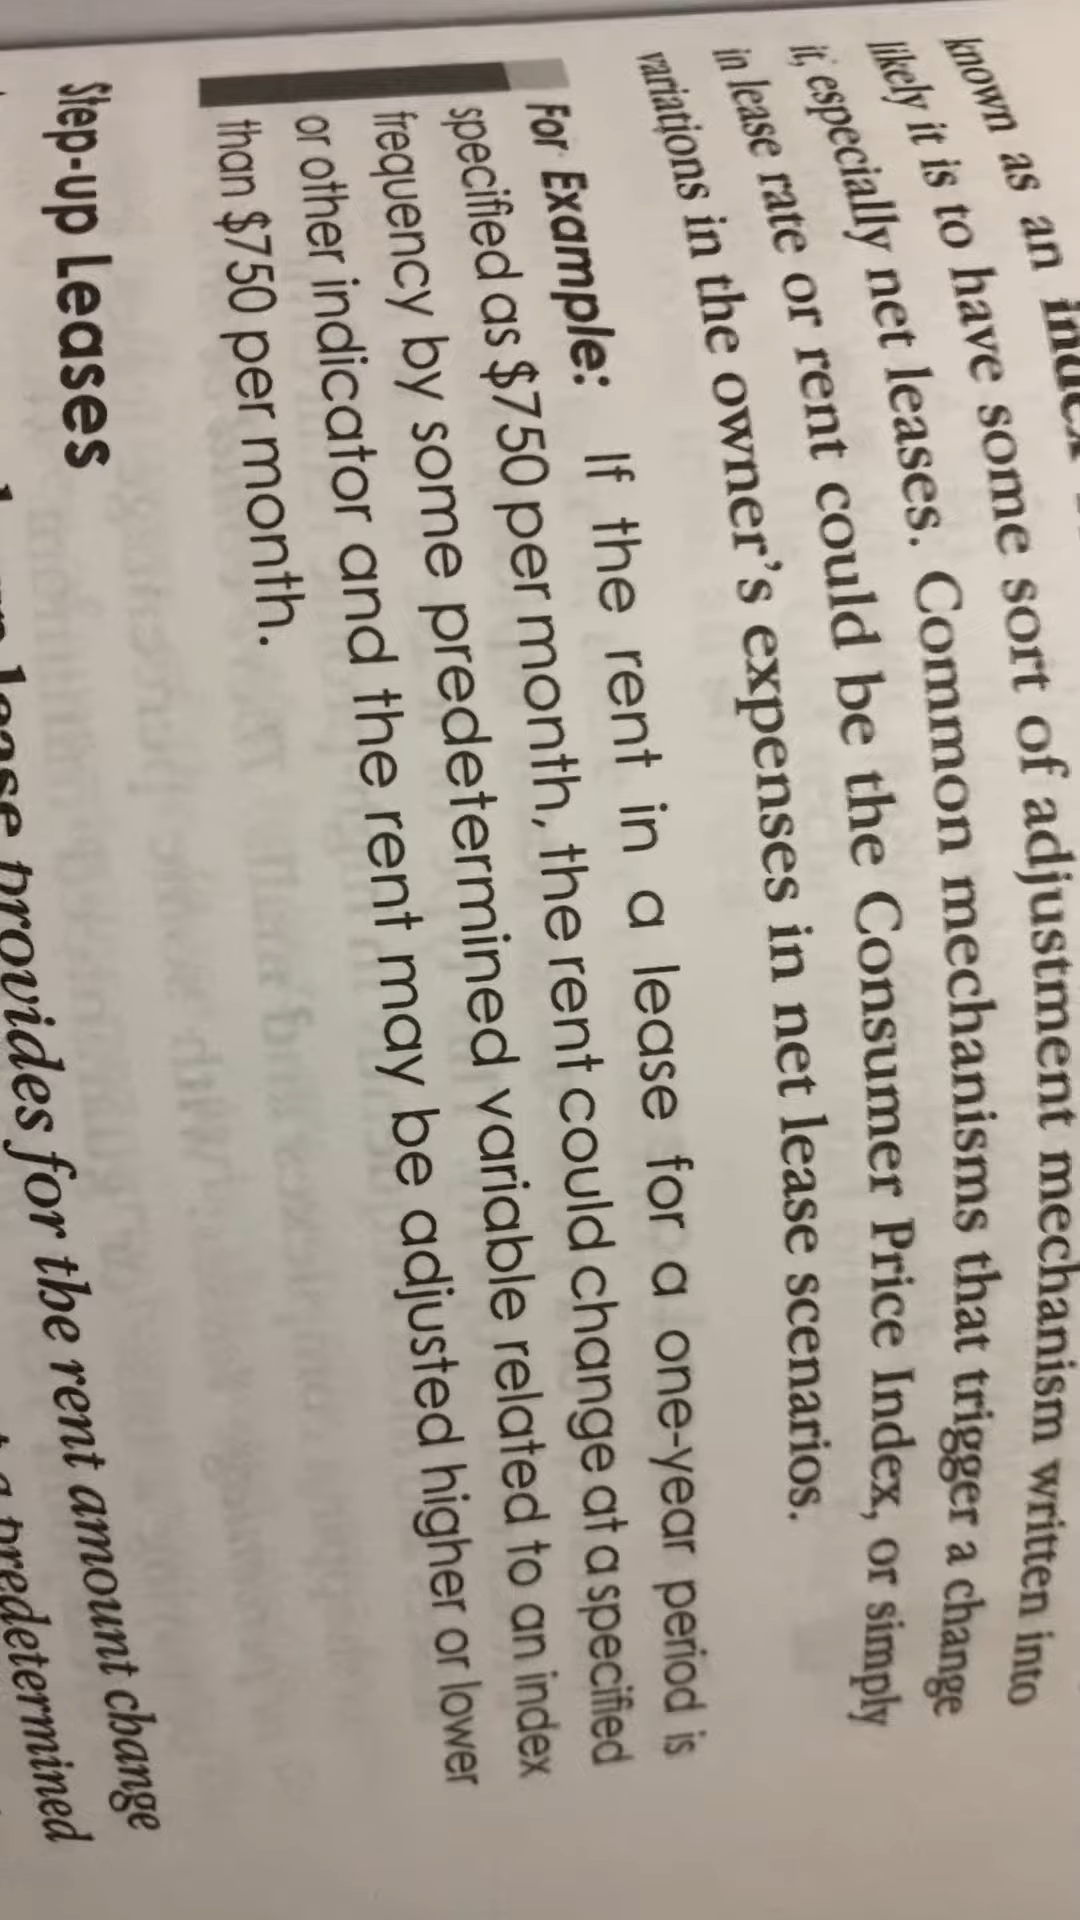 known as an index
likely it is to have some sort of adjustment mechanism written into
it, especially net leases. Common mechanisms that trigger a change
in lease rate or rent could be the Consumer Price Index, or simply
variations in the owner's expenses in net lease scenarios.
For Example: If the rent in a lease for a one-year period is
specified as $750 per month, the rent could change at a specified
frequency by some predetermined variable related to an index
or other indicator and the rent may be adjusted higher or lower
than $750 per month.
Step-up Leases
lease provides for the rent amount change
predetermined